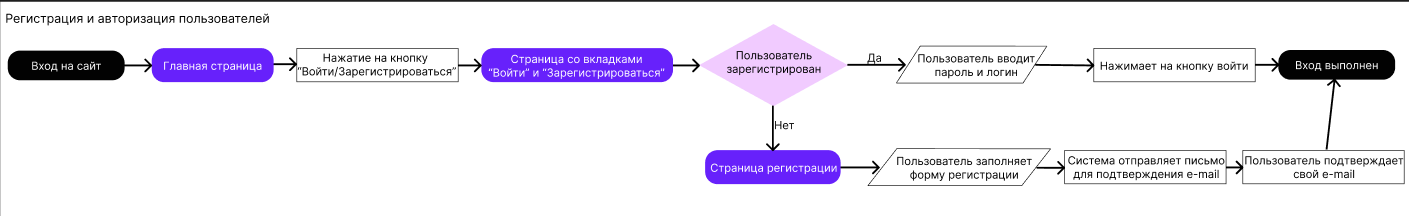 Регистрация и авторизация пользователей
Вход на сайт
Главная страница
Нажатие на кнопку
“Войти/Зарегистрироваться”
Страница со вкладками
“Войти” и “Зарегистрироваться”
Пользователь
зарегистрирован
Да
Пользователь вводит
пароль и логин
Нажимает на кнопку войти
Вход выполнен
Нет
Страница регистрации
Пользователь заполняет
форму регистрации
Система отправляет письмо
для подтверждения e-mail
Пользователь подтверждает
свой e-mail